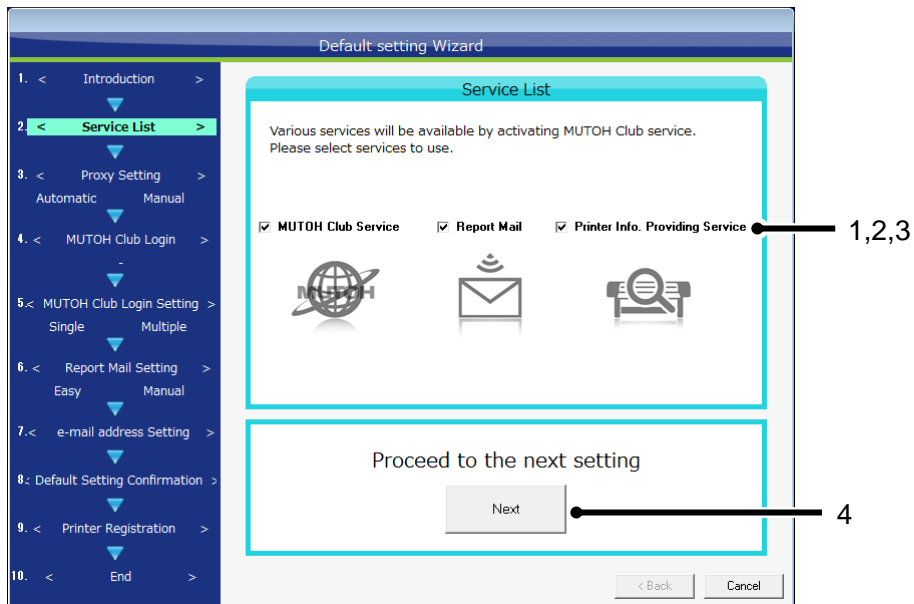 Default setting Wizard
1. < Introduction >
2. < Service List >
3. < Proxy Setting >
Automatic Manual
4. < MUTOH Club Login >
-
5.< MUTOH Club Login Setting >
Single Multiple
6. < Report Mail Setting >
Easy Manual
7.< e-mail address Setting >
8.< Default Setting Confirmation >
9. < Printer Registration >
10. < End >
Service List
Various services will be available by activating MUTOH Club service.
Please select services to use.
MUTOH Club Service Report Mail Printer Info. Providing Service
1,2,3
MUTOH
Proceed to the next setting
Next
4
< Back Cancel